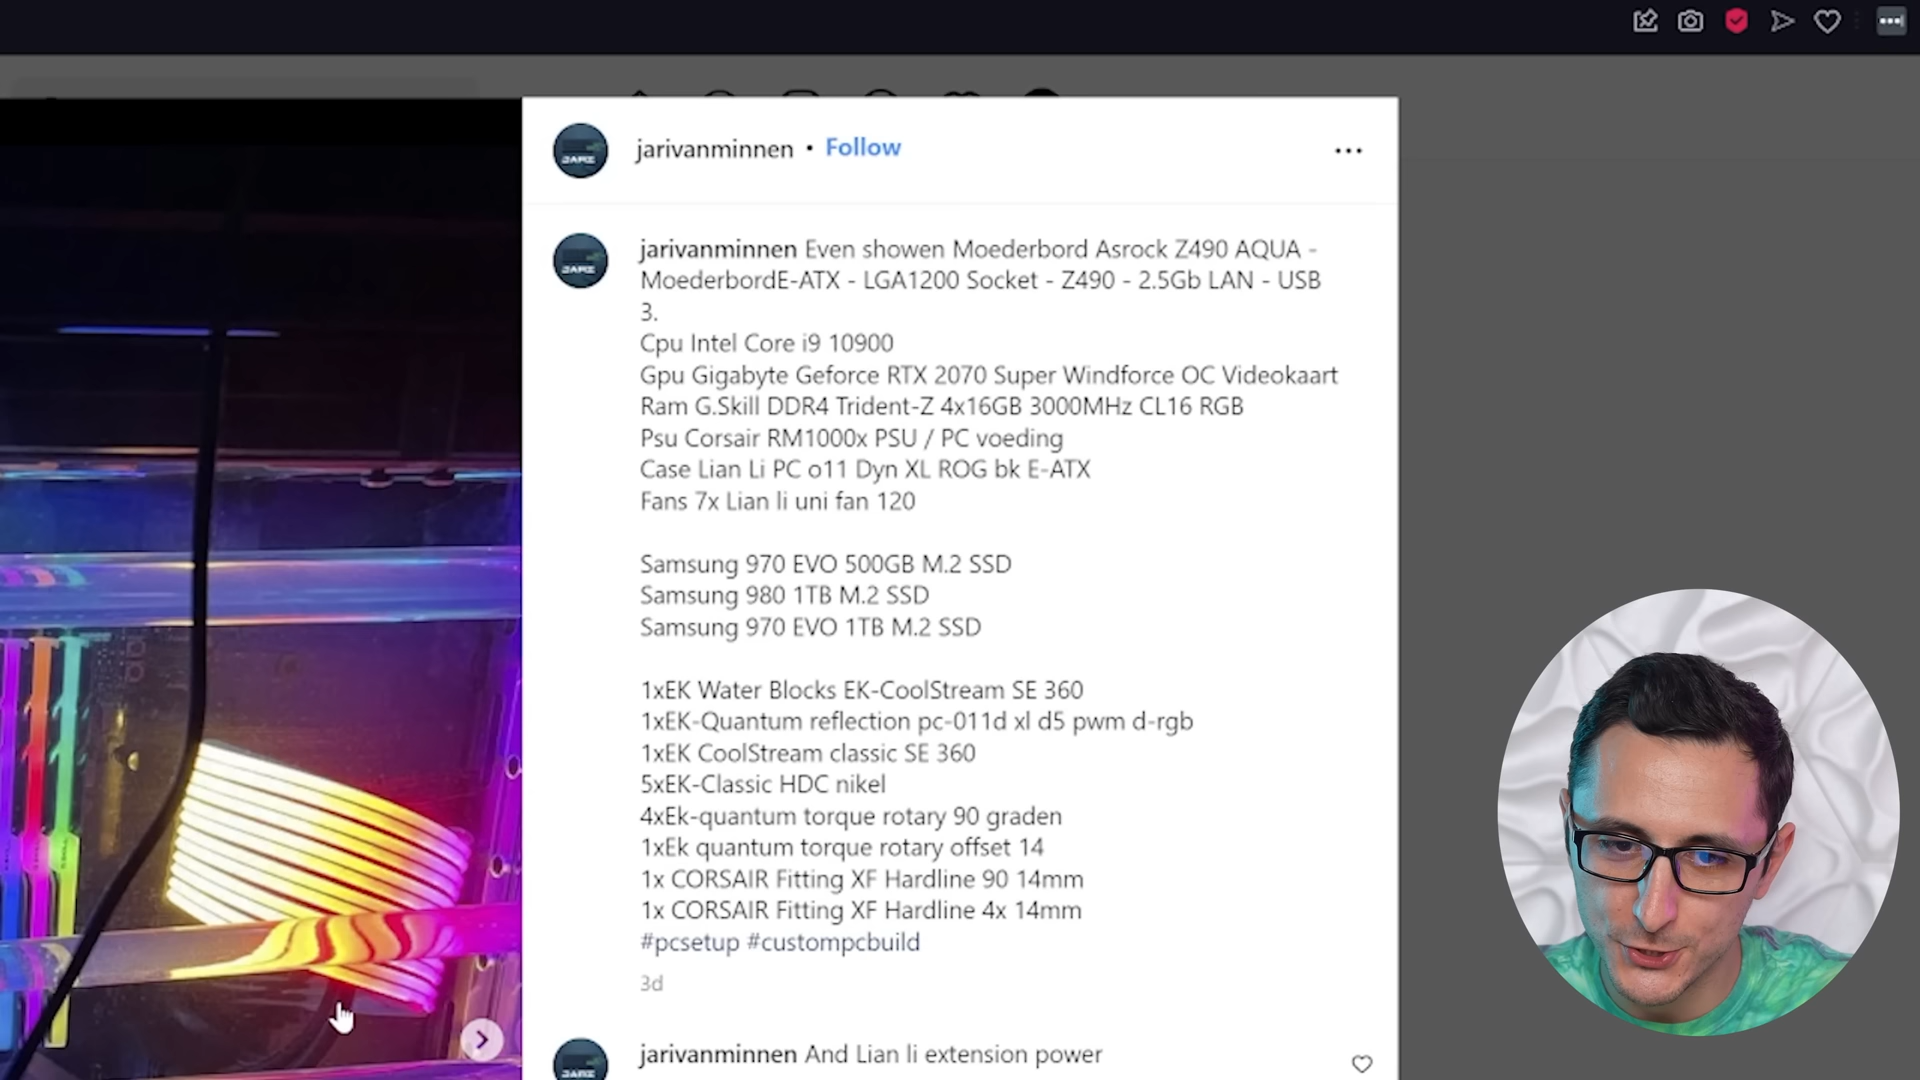 jarivanminnen • Follow
jarivanminnen Even showen Moederbord Asrock Z490 AQUA -
MoederbordE-ATX - LGA1200 Socket - Z490 - 2.5Gb LAN - USB
3.
Cpu Intel Core i9 10900
Gpu Gigabyte Geforce RTX 2070 Super Windforce OC Videokaart
Ram G.Skill DDR4 Trident-Z 4x16GB 3000MHz CL16 RGB
Psu Corsair RM1000x PSU / PC voeding
Case Lian Li PC o11 Dyn XL ROG bk E-ATX
Fans 7x Lian li uni fan 120
Samsung 970 EVO 500GB M.2 SSD
Samsung 980 1TB M.2 SSD
Samsung 970 EVO 1TB M.2 SSD
1xEK Water Blocks EK-CoolStream SE 360
1xEK-Quantum reflection pc-011d xl d5 pwm d-rgb
1xEK CoolStream classic SE 360
5xEK-Classic HDC nikel
4xEk-quantum torque rotary 90 graden
1xEk quantum torque rotary offset 14
1x CORSAIR Fitting XF Hardline 90 14mm
1x CORSAIR Fitting XF Hardline 4x 14mm
#pcsetup #custompcbuild
3d
jarivanminnen And Lian li extension power